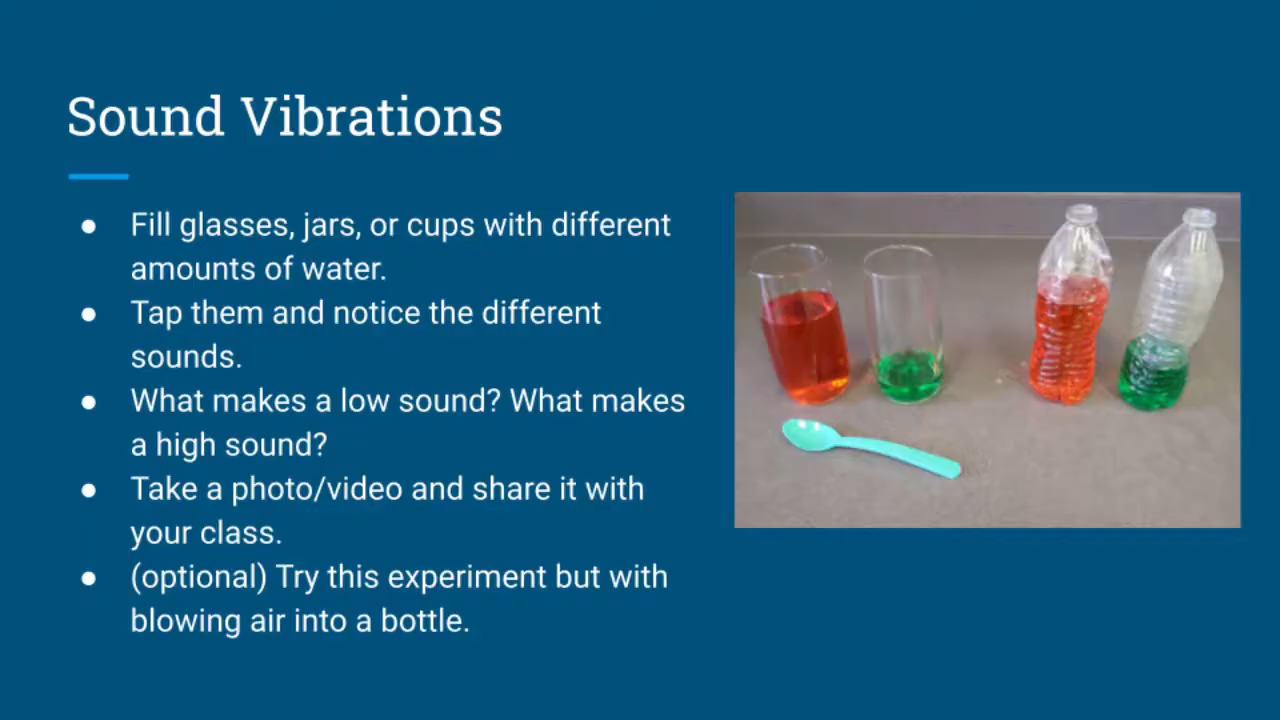 Sound Vibrations
● Fill glasses, jars, or cups with different
amounts of water.
● Tap them and notice the different
sounds.
● What makes a low sound? What makes
a high sound?
● Take a photo/video and share it with
your class.
● (optional) Try this experiment but with
blowing air into a bottle.